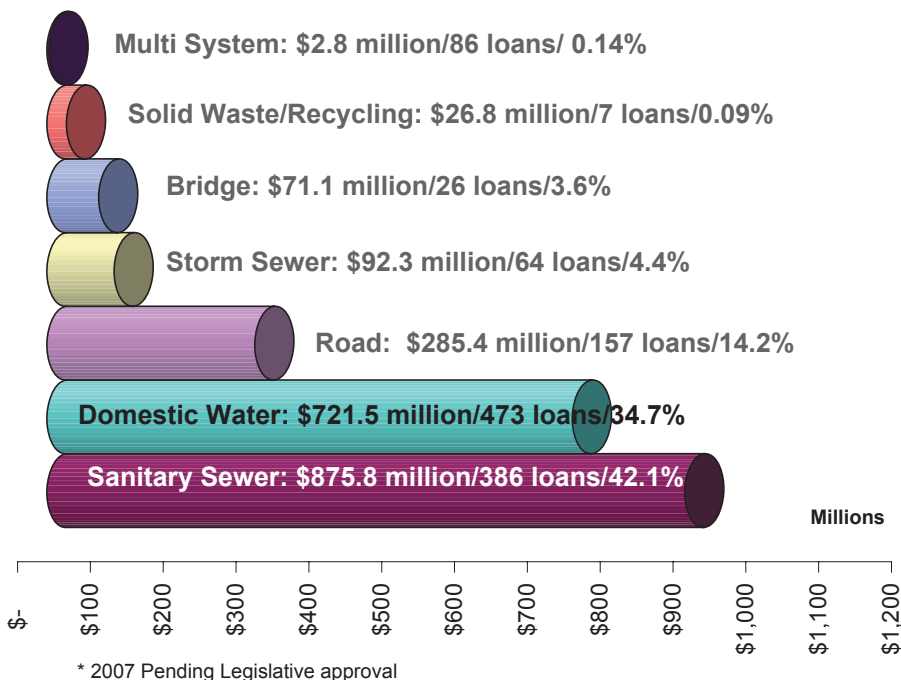 Multi System: $2.8 million/86 loans/ 0.14%
Solid Waste/Recycling: $26.8 million/7 loans/0.09%
Bridge: $71.1 million/26 loans/3.6%
Storm Sewer: $92.3 million/64 loans/4.4%
Road: $285.4 million/157 loans/14.2%
Domestic Water: $721.5 million/473 loans/34.7%
Sanitary Sewer: $875.8 million/386 loans/42.1%
Millions
$- $100 $200 $300 $400 $500 $600 $700 $800 $900 $1,000 $1,100 $1,200
* 2007 Pending Legislative approval